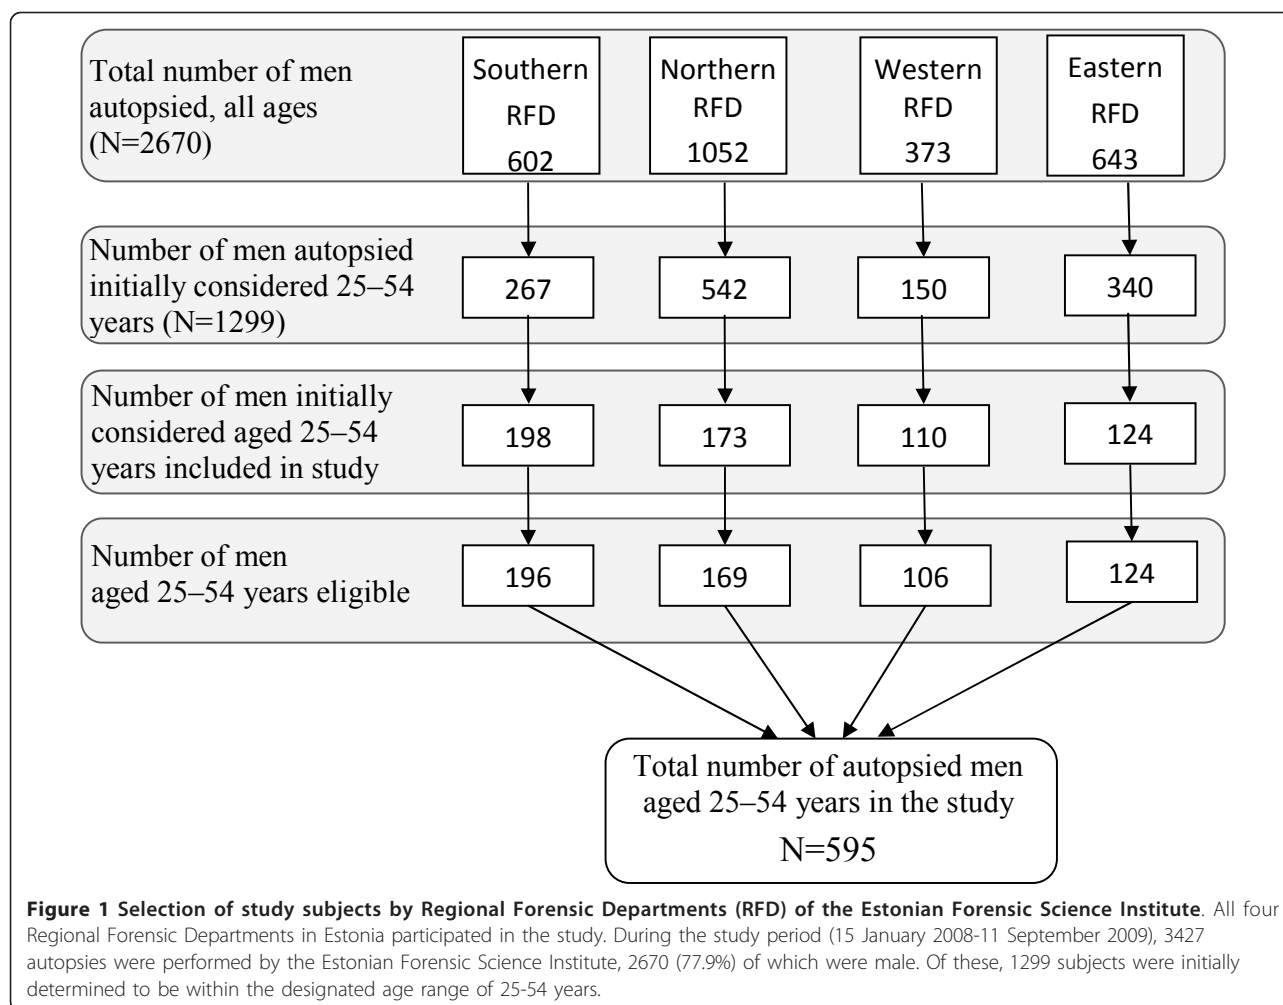 Total number of men
autopsied, all ages
(N=2670)
Southern
RFD
602
Northern
RFD
1052
Western
RFD
373
Eastern
RFD
643
Number of men autopsied
initially considered 25–54
years (N=1299)
267
542
150
340
Number of men initially
considered aged 25–54
years included in study
198
173
110
124
Number of men
aged 25–54 years eligible
196
169
106
124
Total number of autopsied men
aged 25–54 years in the study
N=595
Figure 1 Selection of study subjects by Regional Forensic Departments (RFD) of the Estonian Forensic Science Institute. All four
Regional Forensic Departments in Estonia participated in the study. During the study period (15 January 2008-11 September 2009), 3427
autopsies were performed by the Estonian Forensic Science Institute, 2670 (77.9%) of which were male. Of these, 1299 subjects were initially
determined to be within the designated age range of 25-54 years.